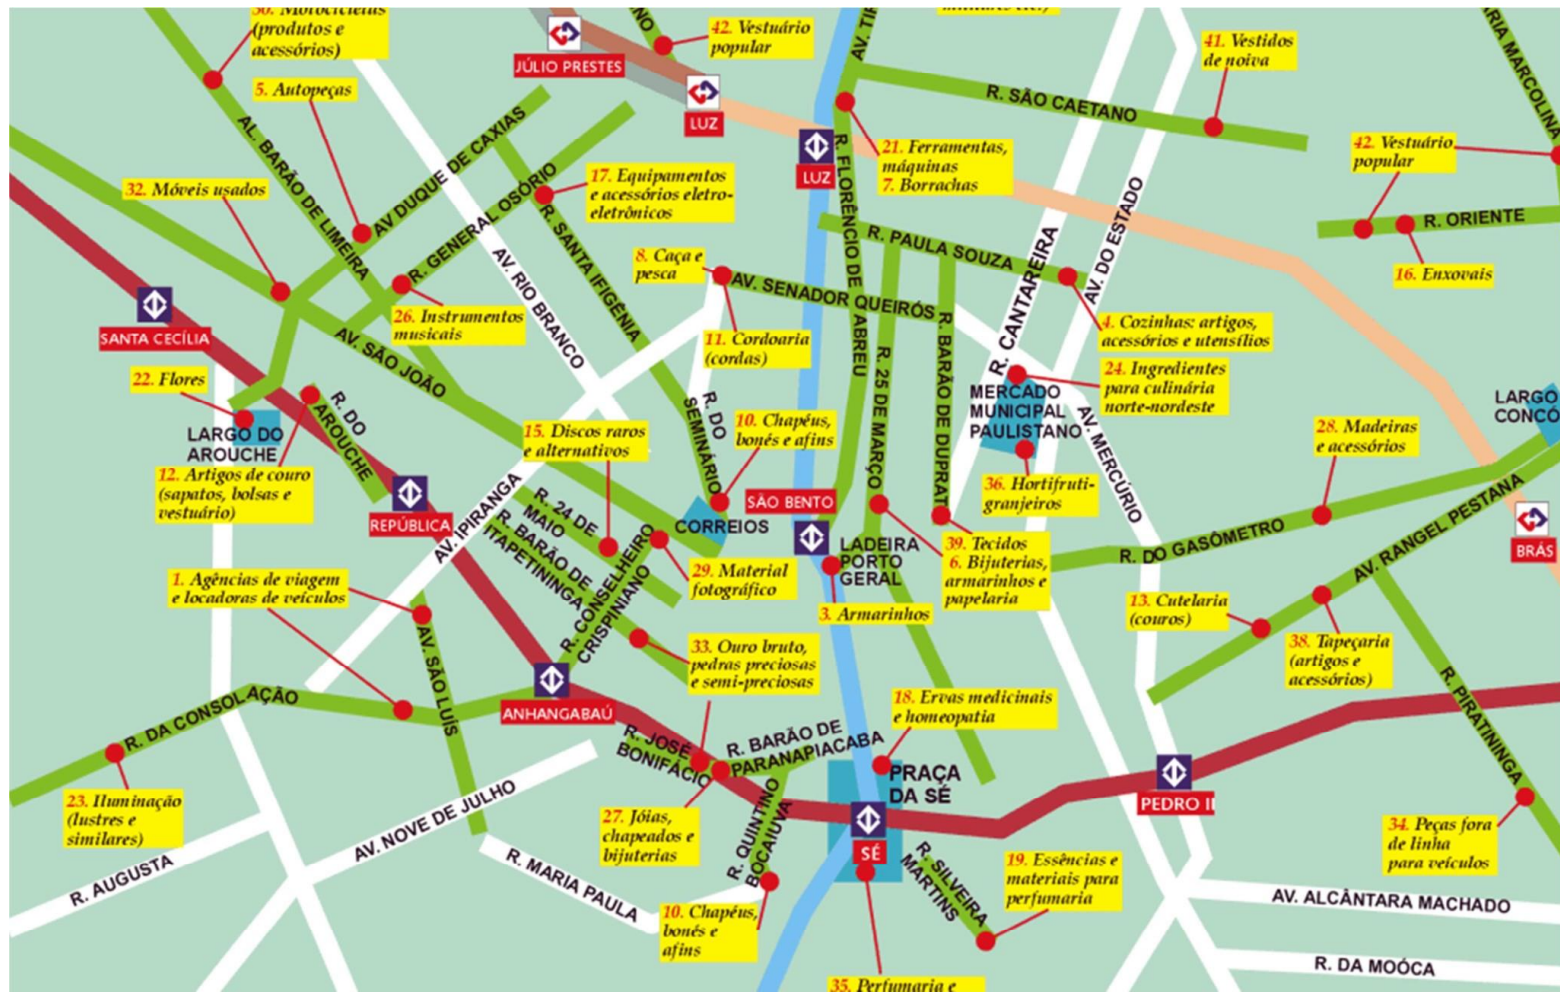 30. Motocicletas
(produtos e
acessórios)
5. Autopeças
AL. BARÃO DE LIMEIRA
32. Móveis usados
AV DUQUE DE CAXIAS
R. GENERAL OSÓRIO
JÚLIO PRESTES
LUZ
42. Vestuário
popular
AV. TI
LUZ
R. SÃO CAETANO
41. Vestidos
de noiva
ARIA MARCOLINA
42. Vestuário
popular
R. ORIENTE
16. Enxovais
21. Ferramentas,
máquinas
7. Borrachas
17. Equipamentos
e acessórios eletro-
eletrônicos
R. SANTA IFIGÊNIA
AV. RIO BRANCO
R. FLORÊNCIO DE ABREU
R. PAULA SOUZA
R. CANTAREIRA
AV. DO ESTADO
8. Caça e
pesca
AV. SENADOR QUEIRÓS
11. Cordoaria
(cordas)
26. Instrumentos
musicais
SANTA CECÍLIA
AV. SÃO JOÃO
22. Flores
LARGO DO
AROUCHE
R. DO
AROUCHE
12. Artigos de couro
(sapatos, bolsas e
vestuário)
REPÚBLICA
AV. IPIRANGA
15. Discos raros
e alternativos
R. DO
SEMINÁRIO
10. Chapéus,
bonés e afins
R. 25 DE MARÇO
R. BARÃO DE DUPRAT
4. Cozinhas: artigos,
acessórios e utensílios
24. Ingredientes
para culinária
norte-nordeste
MERCADO
MUNICIPAL
PAULISTANO
AV. MERCÚRIO
36. Hortifruti-
granjeiros
28. Madeiras
e acessórios
LARGO
CONCÓ
R. DO GASÔMETRO
AV. RANGEL PESTANA
BRÁS
SÃO BENTO
CORREIOS
LADEIRA
PORTO
GERAL
39. Tecidos
6. Bijuterias,
armarinhos e
papelaria
3. Armarinhos
R. 24 DE
MAIO
R. BARÃO DE
ITAPETININGA
R. CONSELHEIRO
CRISPINIANO
29. Material
fotográfico
1. Agências de viagem
e locadoras de veículos
13. Cutelaria
(couros)
38. Tapeçaria
(artigos e
acessórios)
R. PIRATININGA
33. Ouro bruto,
pedras preciosas
e semi-preciosas
AV. SÃO LUÍS
ANHANGABAÚ
R. DA CONSOLAÇÃO
18. Ervas medicinais
e homeopatia
R. JOSÉ
BONIFÁCIO
R. BARÃO DE
PARANAPIACABA
PRAÇA
DA SÉ
PEDRO II
23. Iluminação
(lustres e
similares)
AV. NOVE DE JULHO
27. Jóias,
chapeados e
bijuterias
R. QUINTINO
BOCAIUVA
SÉ
R. SILVEIRA
MARTINS
19. Essências e
materiais para
perfumaria
34. Peças fora
de linha
para veículos
R. AUGUSTA
R. MARIA PAULA
10. Chapéus,
bonés e
afins
AV. ALCÂNTARA MACHADO
R. DA MOÓCA
35. Perfumaria e